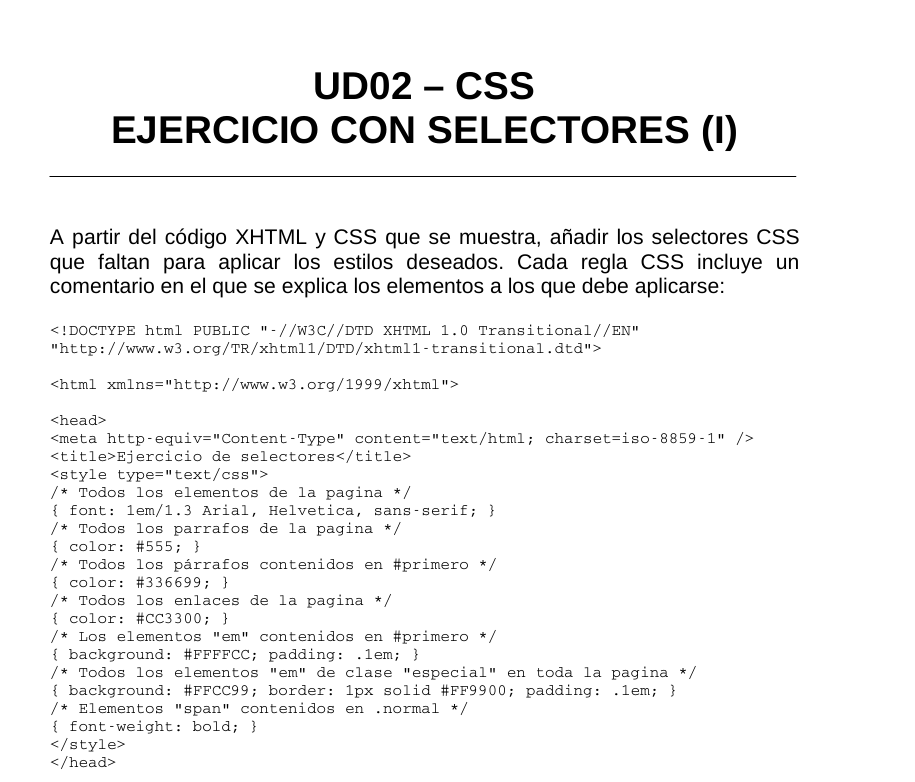 UD02 – CSS
EJERCICIO CON SELECTORES (I)
A partir del código XHTML y CSS que se muestra, añadir los selectores CSS
que faltan para aplicar los estilos deseados. Cada regla CSS incluye un
comentario en el que se explica los elementos a los que debe aplicarse:
<!DOCTYPE html PUBLIC "-//W3C//DTD XHTML 1.0 Transitional//EN"
"http://www.w3.org/TR/xhtml1/DTD/xhtml1-transitional.dtd">
<html xmlns="http://www.w3.org/1999/xhtml">
<head>
<meta http-equiv="Content-Type" content="text/html; charset=iso-8859-1" />
<title>Ejercicio de selectores</title>
<style type="text/css">
/* Todos los elementos de la pagina */
{ font: 1em/1.3 Arial, Helvetica, sans-serif; }
/* Todos los parrafos de la pagina */
{ color: #555; }
/* Todos los párrafos contenidos en #primero */
{ color: #336699; }
/* Todos los enlaces de la pagina */
{ color: #CC3300; }
/* Los elementos "em" contenidos en #primero */
{ background: #FFFFCC; padding: .1em; }
/* Todos los elementos "em" de clase "especial" en toda la pagina */
{ background: #FFCC99; border: 1px solid #FF9900; padding: .1em; }
/* Elementos "span" contenidos en .normal */
{ font-weight: bold; }
</style>
</head>